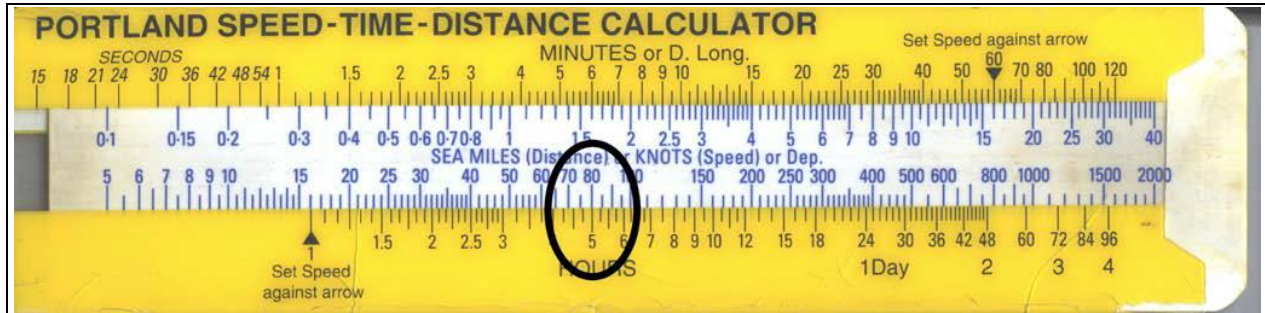 PORTLAND SPEED-TIME-DISTANCE CALCULATOR
SECONDS
MINUTES or D. Long.
Set Speed against arrow
15 18 21 24 30 36 42 48 54 1 1.5 2 2.5 3 4 5 6 7 8 9 10 15 20 25 30 40 50 60 70 80 100 120
0·1 0·15 0·2 0·3 0·4 0·5 0·6 0·7 0·8 1 1.5 2 2.5 3 4 5 6 7 8 9 10 15 20 25 30 40
SEA MILES (Distance) or KNOTS (Speed) or Dep.
5 6 7 8 9 10 15 20 25 30 40 50 60 70 80 100 150 200 250 300 400 500 600 800 1000 1500 2000
1 1.5 2 2.5 3 5 6 7 8 9 10 12 15 18 24 30 36 42 48 60 72 84 96
Set Speed
against arrow
HOURS
1Day 2 3 4